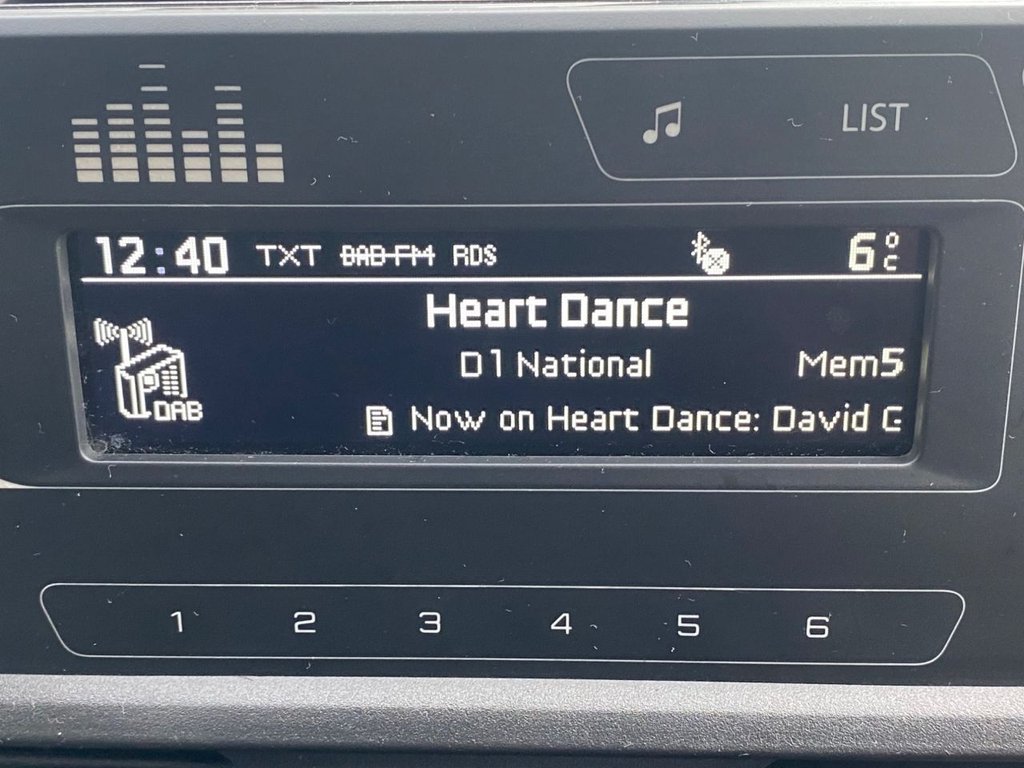 LIST
12:40 TXT DAB-FM RDS 6°C
Heart Dance
D1 National Mem5
DAB
Now on Heart Dance: David G
1 2 3 4 5 6